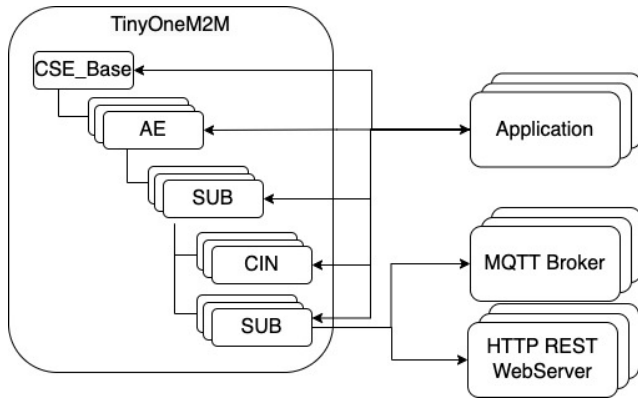 TinyOneM2M
CSE_Base
AE
SUB
CIN
SUB
Application
MQTT Broker
HTTP REST
WebServer